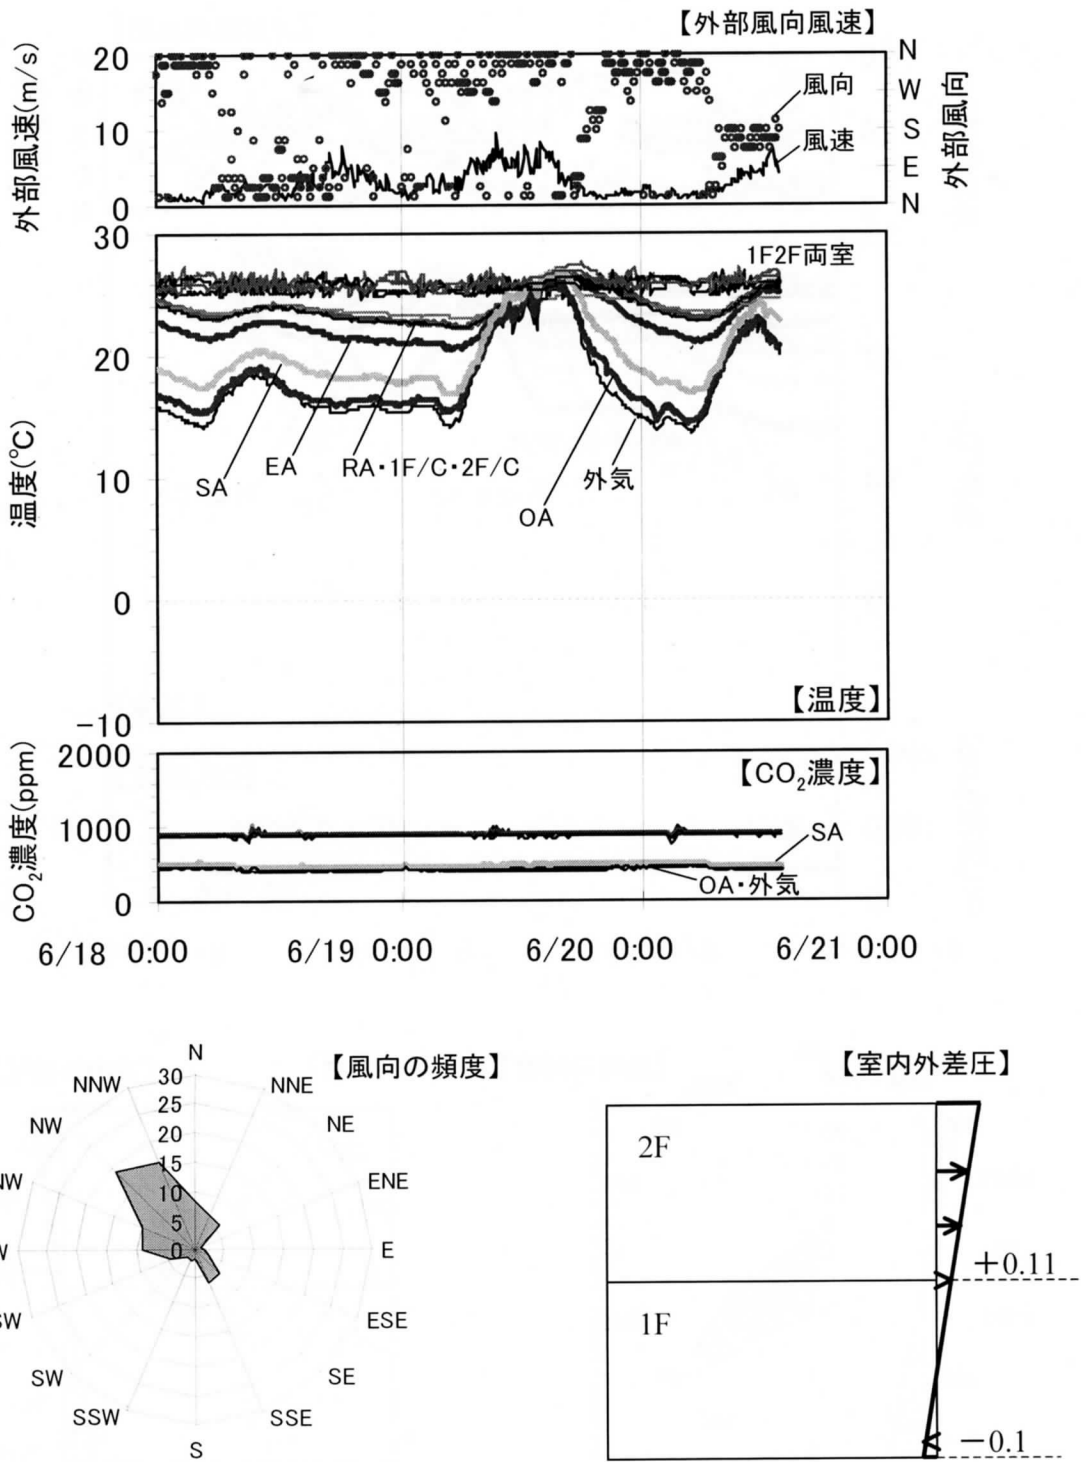 【外部風向風速】
外部風速(m/s)
20
10
0
N
W
S
E
N
外部風向
風向
風速
温度(℃)
30
20
10
0
−10
1F2F両室
SA
EA
RA・1F/C・2F/C
OA
外気
【温度】
CO₂濃度(ppm)
2000
1000
0
【CO₂濃度】
SA
OA・外気
6/18 0:00
6/19 0:00
6/20 0:00
6/21 0:00
【風向の頻度】
N
NNE
NE
ENE
E
ESE
SE
SSE
S
SSW
SW
SW
W
NW
NW
NNW
30
25
20
15
10
5
0
【室内外差圧】
2F
1F
+0.11
−0.1